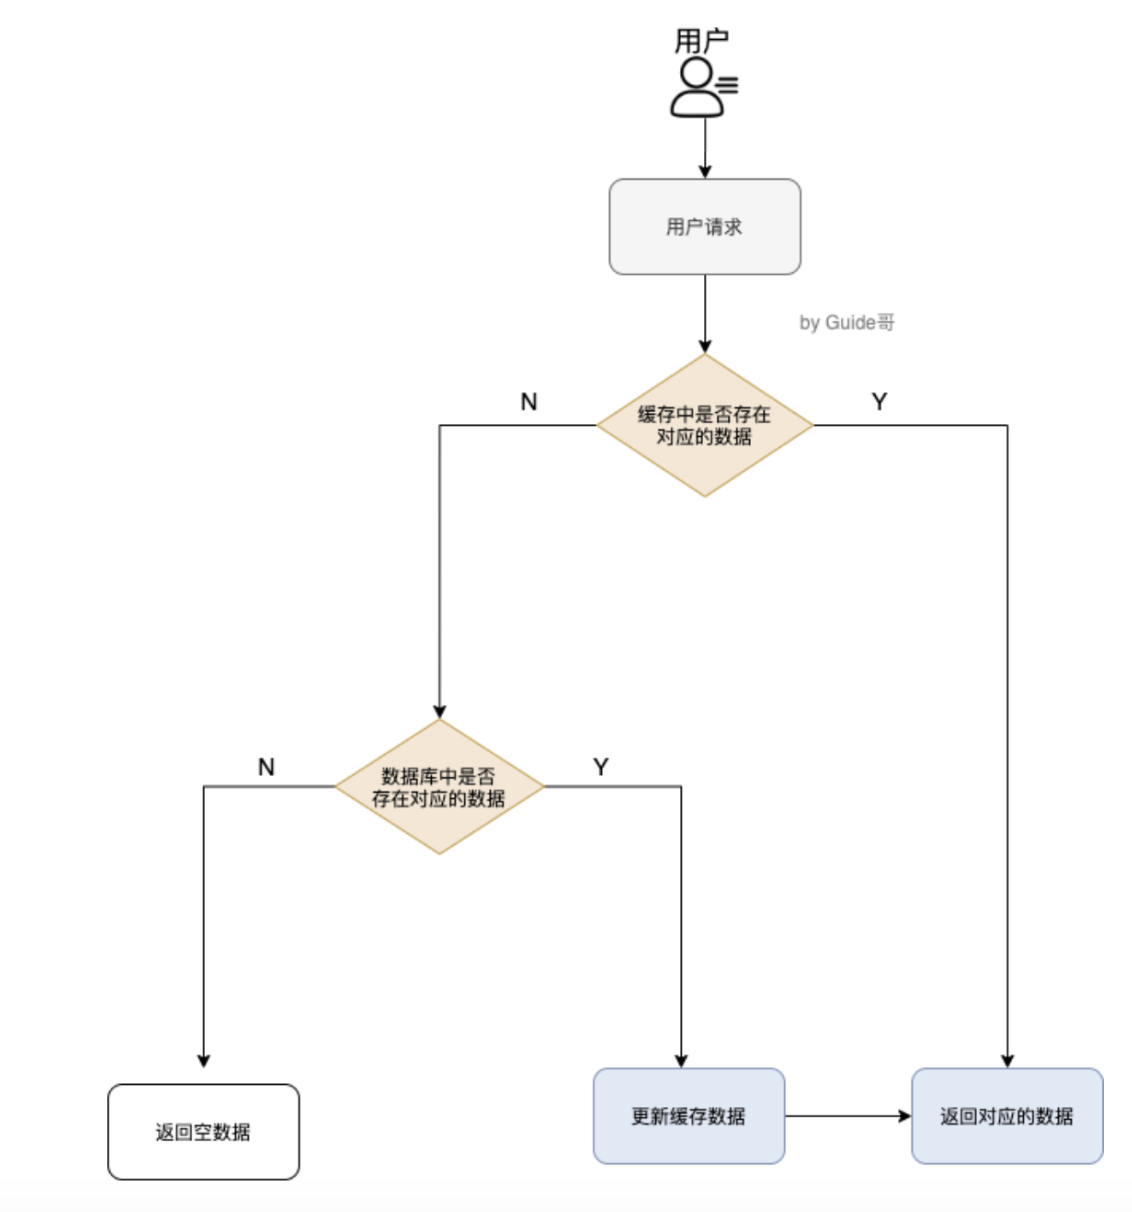 用户
用户请求
by Guide哥
N
Y
缓存中是否存在
对应的数据
N
Y
数据库中是否
存在对应的数据
返回空数据
更新缓存数据
返回对应的数据